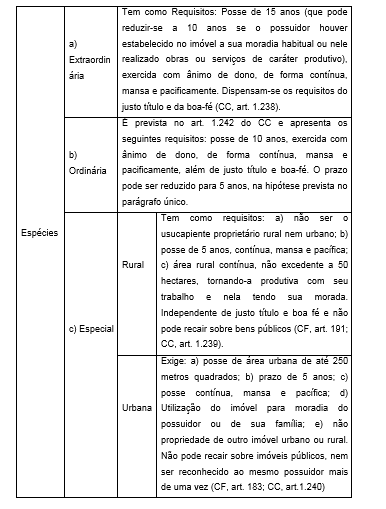 Espécies
a)
Extraordin
ária
Tem como Requisitos: Posse de 15 anos (que pode
reduzir-se a 10 anos se o possuidor houver
estabelecido no imóvel a sua moradia habitual ou nele
realizado obras ou serviços de caráter produtivo),
exercida com ânimo de dono, de forma contínua,
mansa e pacificamente. Dispensam-se os requisitos do
justo título e da boa-fé (CC, art. 1.238).
b)
Ordinária
É prevista no art. 1.242 do CC e apresenta os
seguintes requisitos: posse de 10 anos, exercida com
ânimo de dono, de forma contínua, mansa e
pacificamente, além de justo título e boa-fé. O prazo
pode ser reduzido para 5 anos, na hipótese prevista no
parágrafo único.
c) Especial
Rural
Tem como requisitos: a) não ser o
usucapiente proprietário rural nem urbano; b)
posse de 5 anos, contínua, mansa e pacífica;
c) área rural contínua, não excedente a 50
hectares, tornando-a produtiva com seu
trabalho e nela tendo sua morada.
Independente de justo título e boa fé e não
pode recair sobre bens públicos (CF, art. 191;
CC, art. 1.239).
Urbana
Exige: a) posse de área urbana de até 250
metros quadrados; b) prazo de 5 anos; c)
posse contínua, mansa e pacífica; d)
Utilização do imóvel para moradia do
possuidor ou de sua família; e) não
propriedade de outro imóvel urbano ou rural.
Não pode recair sobre imóveis públicos, nem
ser reconhecido ao mesmo possuidor mais
de uma vez (CF, art. 183; CC, art.1.240)